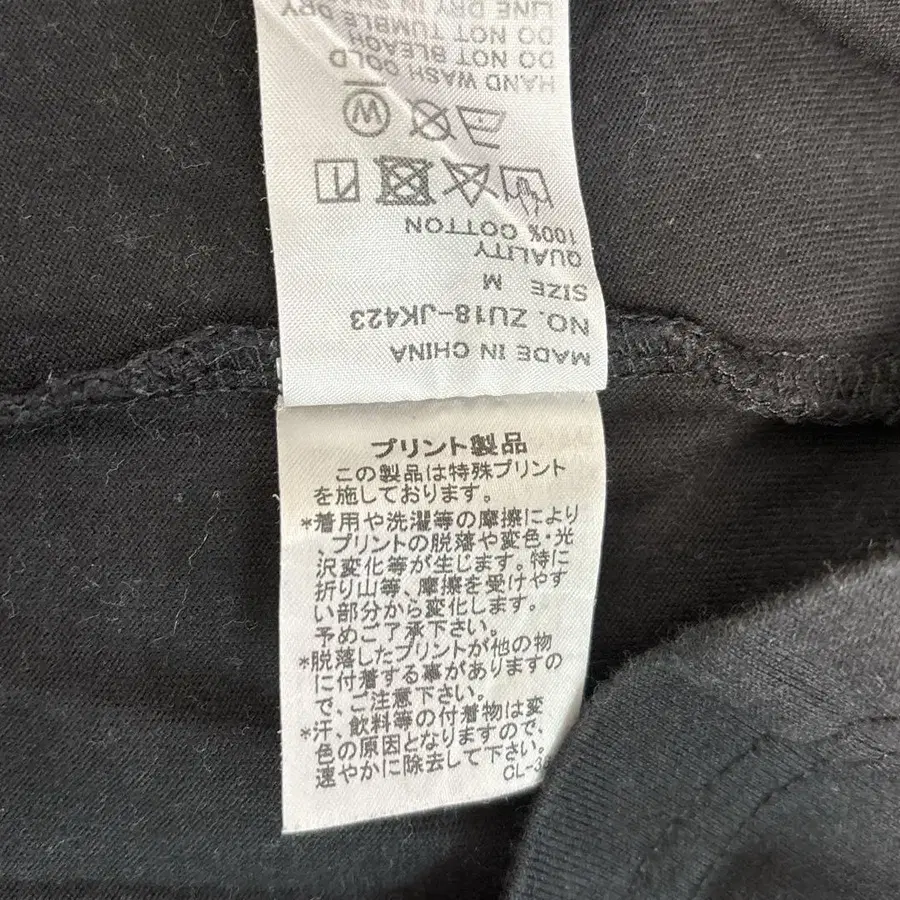 MADE IN CHINA
NO. ZU18-JK423
SIZE M
QUALITY
100% COTTON
W
HAND WASH COLD
DO NOT BLEACH
DO NOT TUMBLE DRY
LINE DRY IN
プリント製品
この製品は特殊プリント
を施しております。
*着用や洗濯等の摩擦により
、プリントの脱落や変色・光
沢変化等が生じます。特に
折り山等、摩擦を受けやす
い部分から変化します。
予めご了承下さい。
*脱落したプリントが他の物
に付着する事がありますの
で、ご注意下さい。
*汗、飲料等の付着物は変
色の原因となりますので、
速やかに除去して下さい。